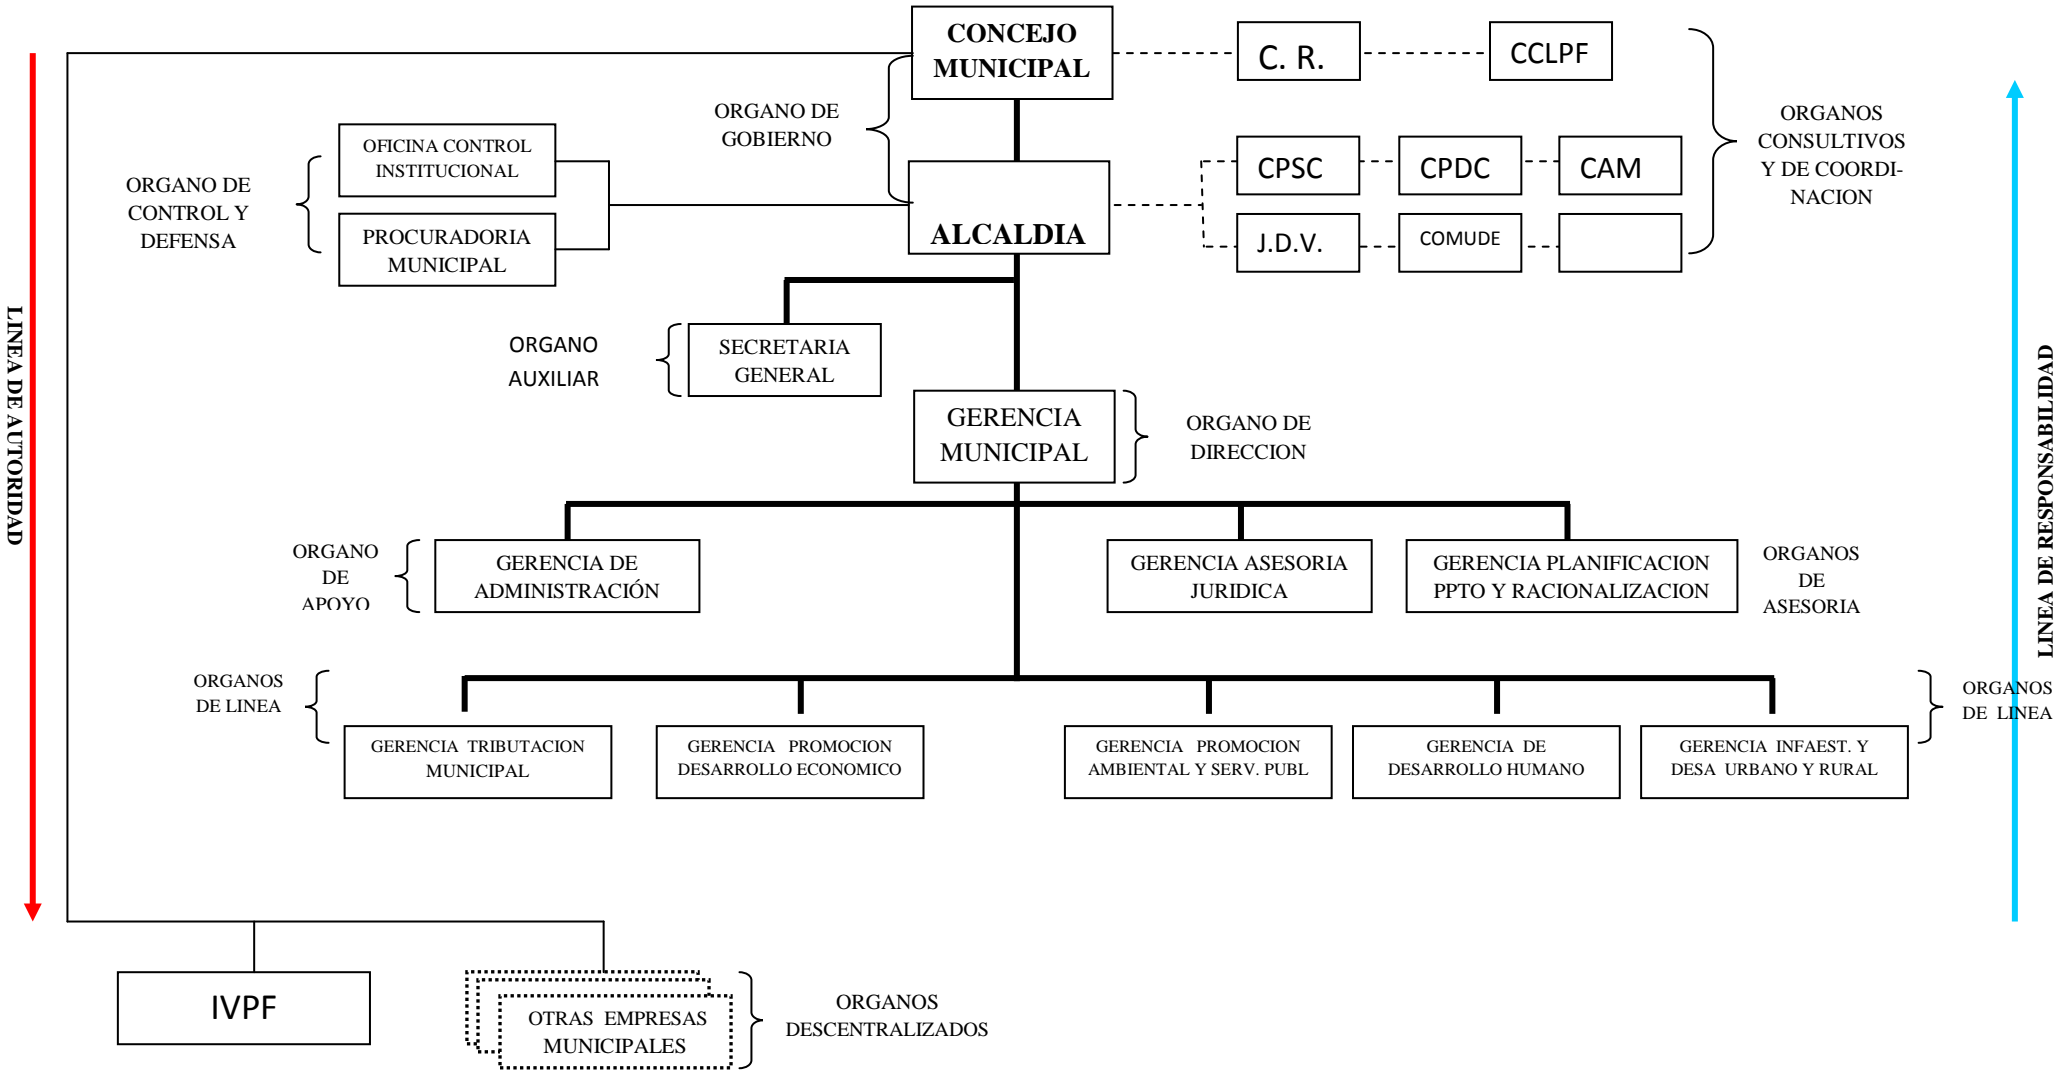 CONCEJO
MUNICIPAL
C. R.
CCLPF
ORGANO DE
GOBIERNO
ORGANOS
CONSULTIVOS
Y DE COORDI-
NACION
OFICINA CONTROL
INSTITUCIONAL
ORGANO DE
CONTROL Y
DEFENSA
PROCURADORIA
MUNICIPAL
ALCALDIA
CPSC
CPDC
CAM
J.D.V.
COMUDE
LINEA DE AUTORIDAD
LINEA DE RESPONSABILIDAD
ORGANO
AUXILIAR
SECRETARIA
GENERAL
GERENCIA
MUNICIPAL
ORGANO DE
DIRECCION
ORGANO
DE
APOYO
GERENCIA DE
ADMINISTRACIÓN
GERENCIA ASESORIA
JURIDICA
GERENCIA PLANIFICACION
PPTO Y RACIONALIZACION
ORGANOS
DE
ASESORIA
ORGANOS
DE LINEA
GERENCIA TRIBUTACION
MUNICIPAL
GERENCIA PROMOCION
DESARROLLO ECONOMICO
GERENCIA PROMOCION
AMBIENTAL Y SERV. PUBL
GERENCIA DE
DESARROLLO HUMANO
GERENCIA INFAEST. Y
DESA URBANO Y RURAL
ORGANOS
DE LINEA
IVPF
OTRAS EMPRESAS
MUNICIPALES
ORGANOS
DESCENTRALIZADOS